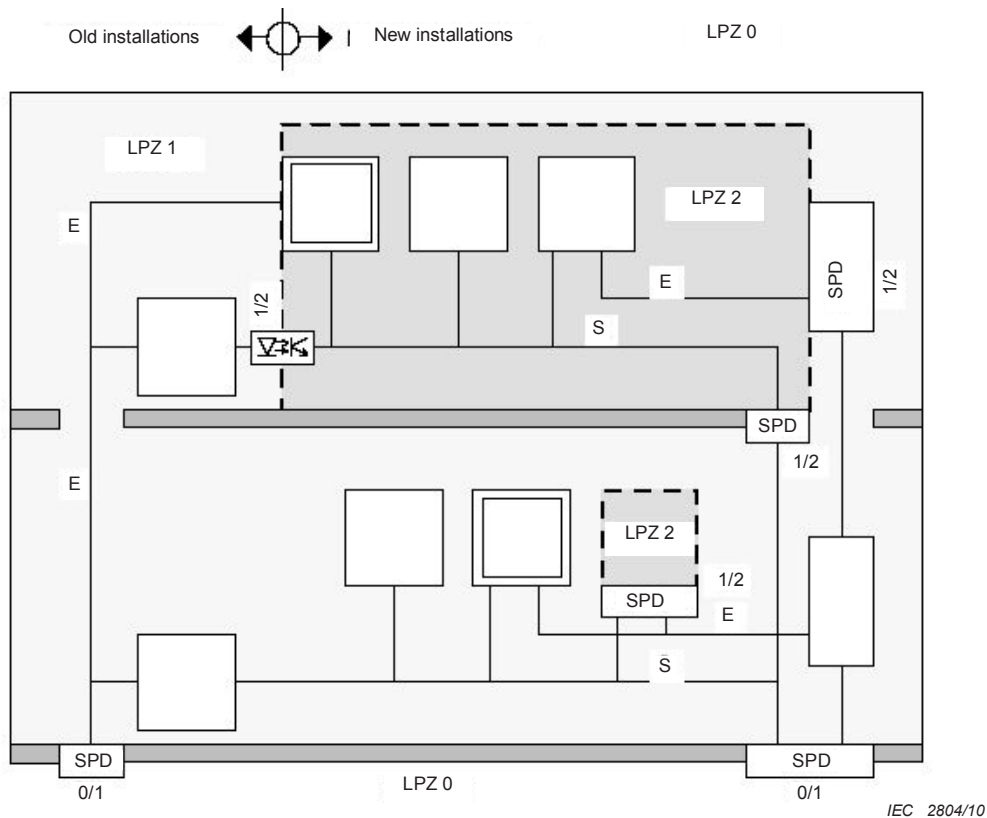 Old installations
New installations
LPZ 0
LPZ 1
LPZ 2
E
E
SPD
1/2
1/2
S
SPD
1/2
E
LPZ 2
1/2
SPD
E
S
SPD
SPD
0/1
LPZ 0
0/1
IEC 2804/10